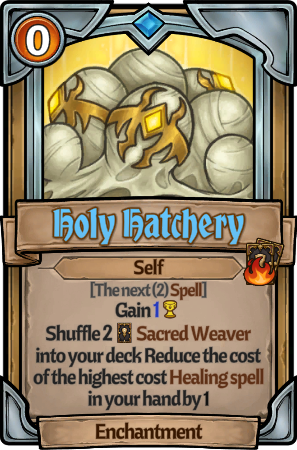 0
Holy Hatchery
Self
[The next (2) Spell]
Gain 1
Shuffle 2 Sacred Weaver
into your deck Reduce the cost
of the highest cost Healing spell
in your hand by 1
Enchantment